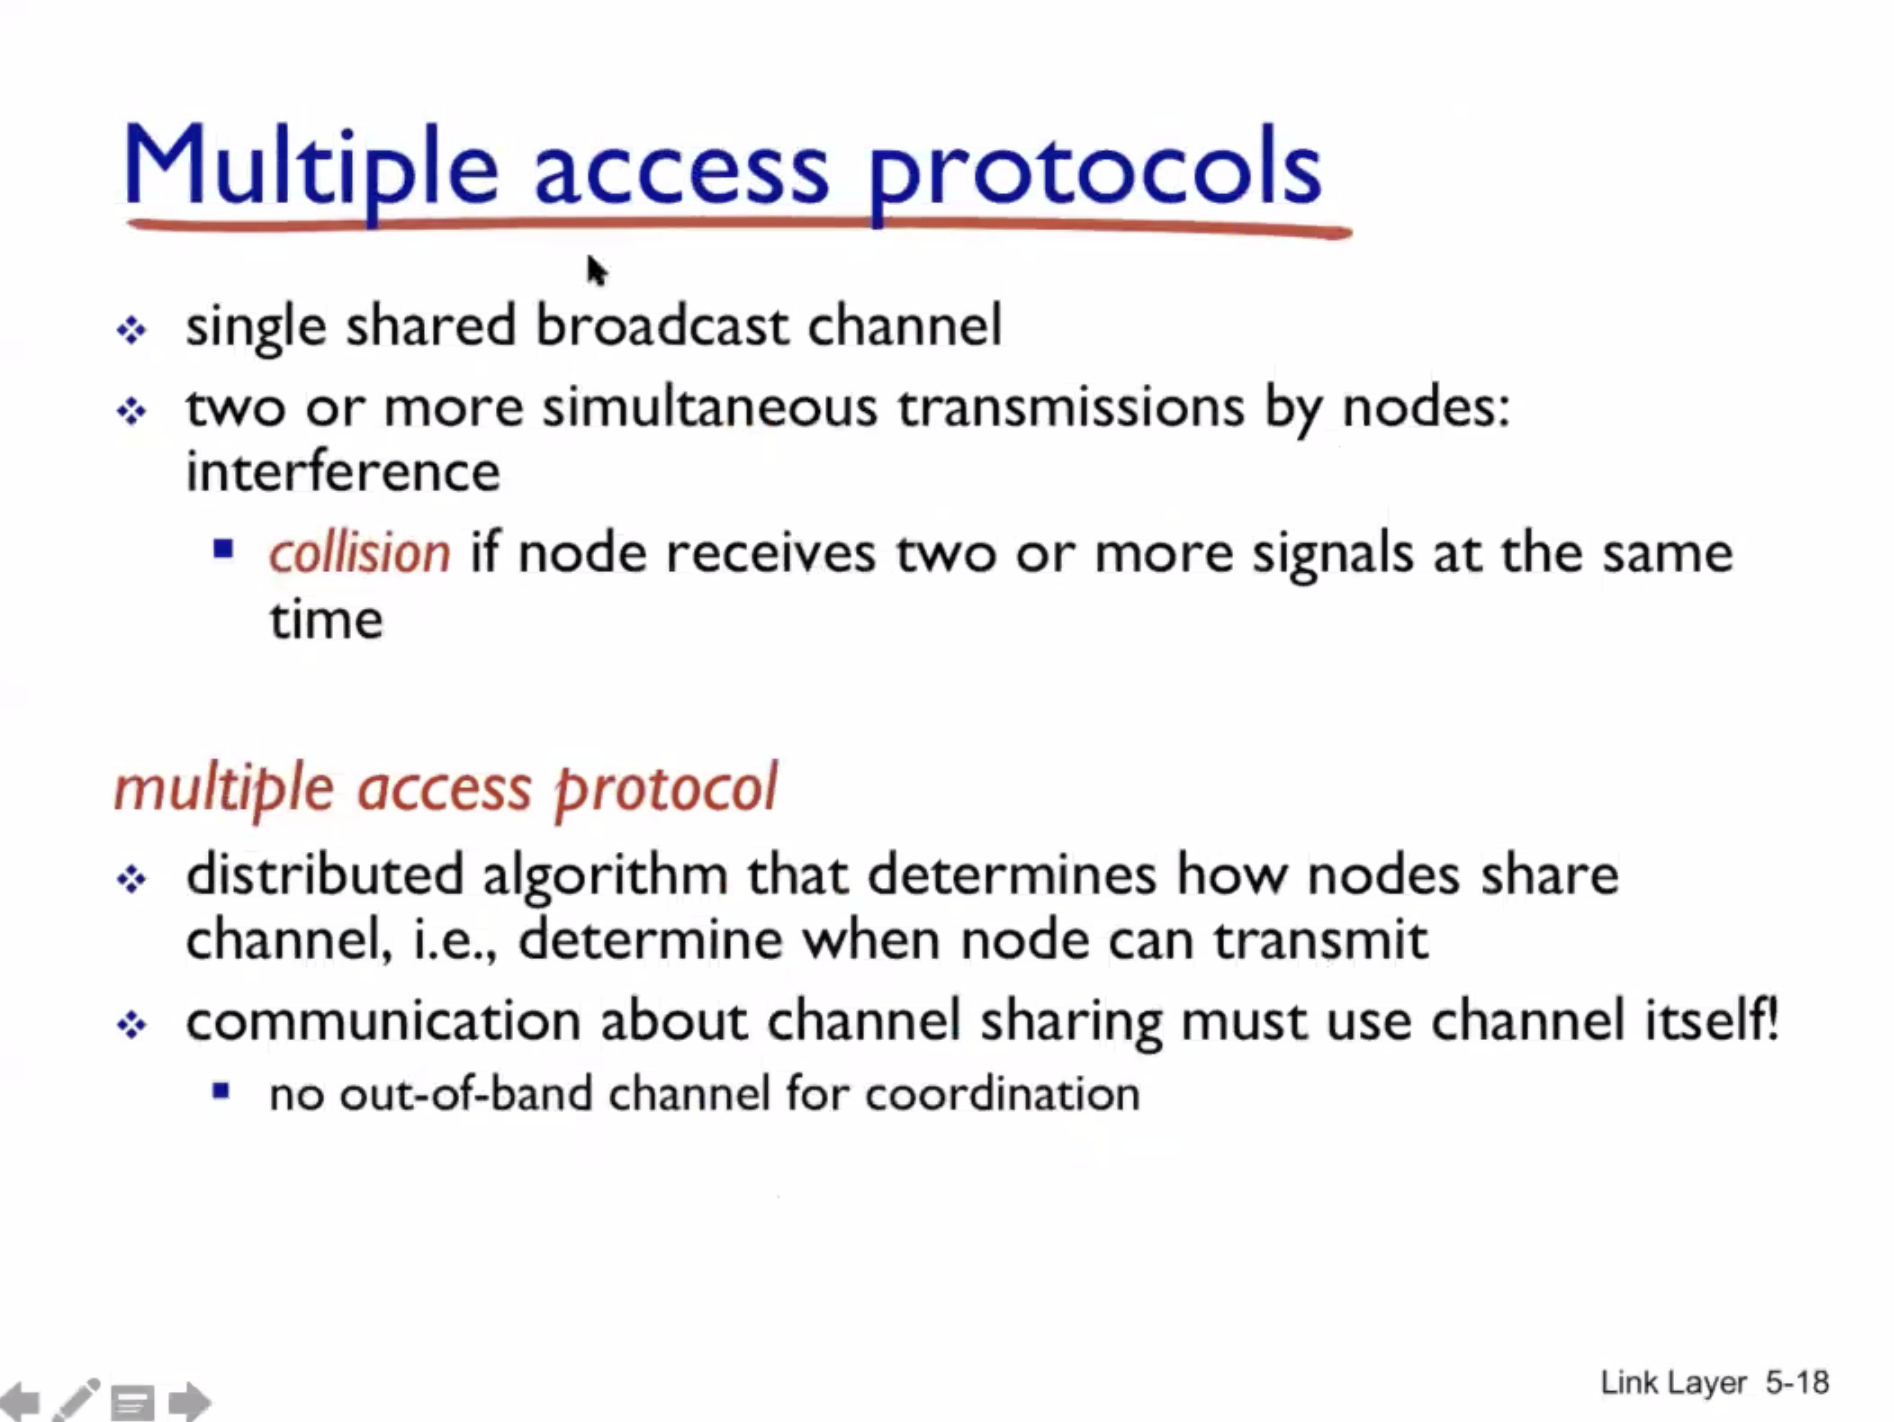 Multiple access protocols
single shared broadcast channel
two or more simultaneous transmissions by nodes:
interference
collision if node receives two or more signals at the same
time
multiple access protocol
distributed algorithm that determines how nodes share
channel, i.e., determine when node can transmit
communication about channel sharing must use channel itself!
no out-of-band channel for coordination
Link Layer 5-18